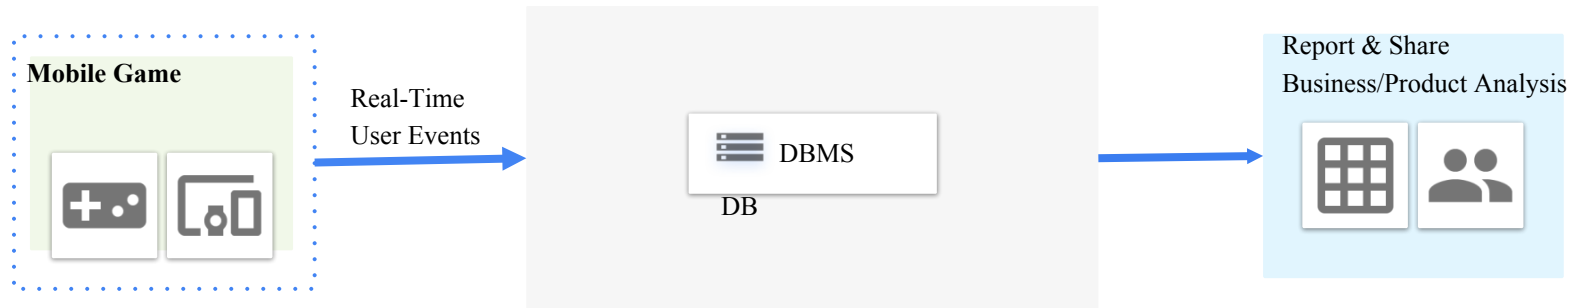 Mobile Game
Real-Time
User Events
DBMS
DB
Report & Share
Business/Product Analysis